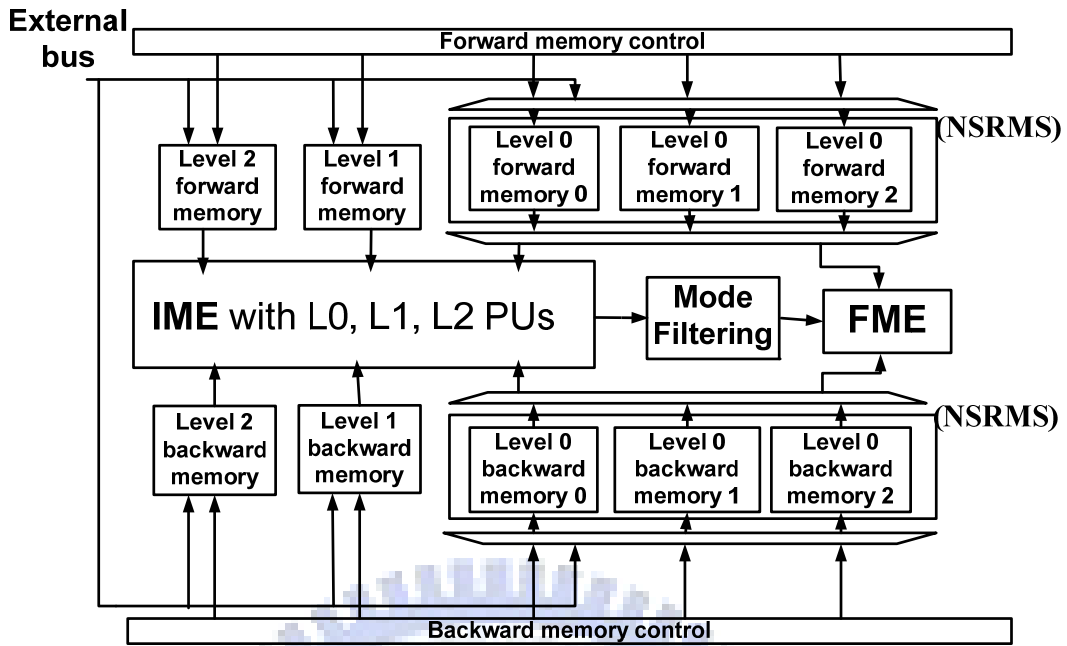 External
bus
Forward memory control
(NSRMS)
Level 2
forward
memory
Level 1
forward
memory
Level 0
forward
memory 0
Level 0
forward
memory 1
Level 0
forward
memory 2
IME with L0, L1, L2 PUs
Mode
Filtering
FME
Level 2
backward
memory
Level 1
backward
memory
(NSRMS)
Level 0
backward
memory 0
Level 0
backward
memory 1
Level 0
backward
memory 2
Backward memory control